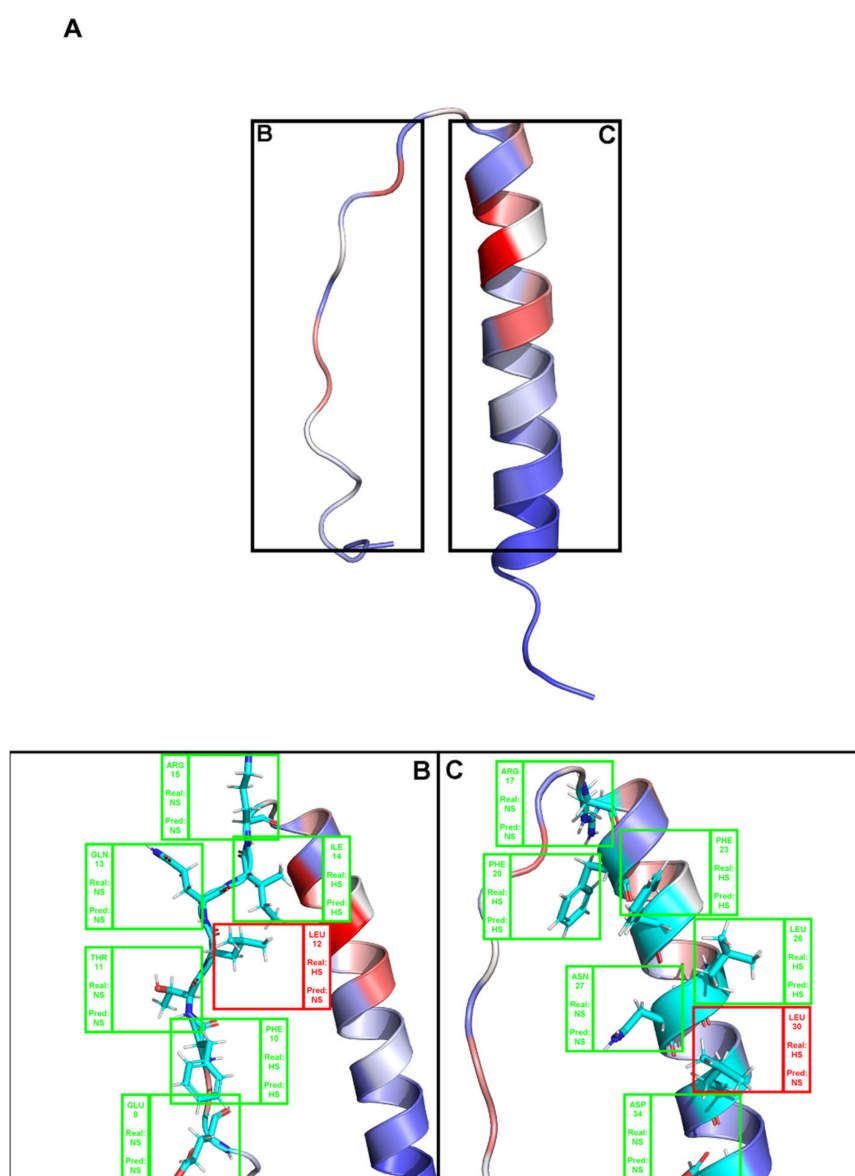 A
B
C
B
ARG
15
Real:
NS
Pred:
NS
ILE
14
Real:
HS
Pred:
HS
GLN
13
Real:
NS
Pred:
NS
LEU
12
Real:
HS
Pred:
NS
THR
11
Real:
NS
Pred:
NS
PHE
10
Real:
HS
Pred:
HS
GLU
8
Real:
NS
Pred:
NS
C
ARG
17
Real:
NS
Pred:
NS
PHE
23
Real:
HS
Pred:
HS
PHE
20
Real:
HS
Pred:
HS
LEU
26
Real:
HS
Pred:
HS
ASN
27
Real:
NS
Pred:
NS
LEU
30
Real:
HS
Pred:
NS
ASP
34
Real:
NS
Pred:
NS